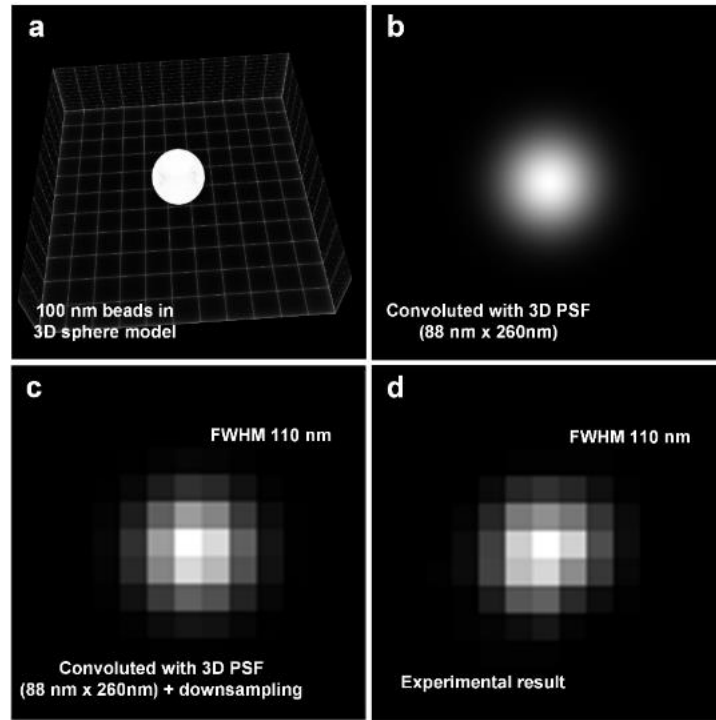 a
100 nm beads in
3D sphere model
b
Convoluted with 3D PSF
(88 nm x 260nm)
c
FWHM 110 nm
Convoluted with 3D PSF
(88 nm x 260nm) + downsampling
d
FWHM 110 nm
Experimental result